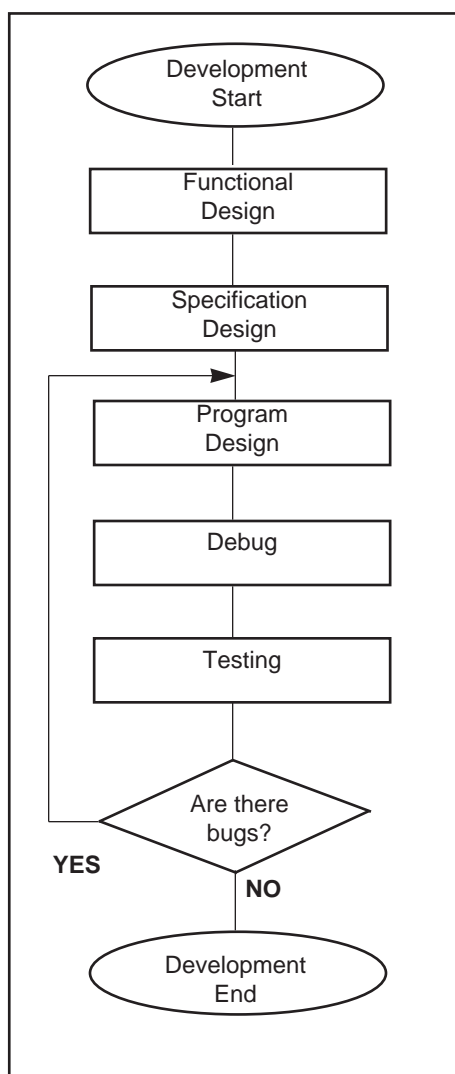 Development
Start
Functional
Design
Specification
Design
Program
Design
Debug
Testing
Are there
bugs?
YES
NO
Development
End